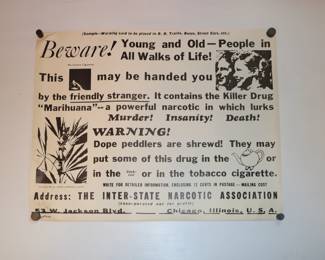 (Sample—Warning card to be placed in R. R. Trains, Buses, Street Cars, etc.)
Beware! Young and Old—People in
All Walks of Life!
This may be handed you
by the friendly stranger. It contains the Killer Drug
"Marihuana"—a powerful narcotic in which lurks
Murder! Insanity! Death!
WARNING!
Dope peddlers are shrewd! They may
put some of this drug in the or
in the or in the tobacco cigarette.
WRITE FOR DETAILED INFORMATION, ENCLOSING 12 CENTS IN POSTAGE — MAILING COST
Address: THE INTER-STATE NARCOTIC ASSOCIATION
(Incorporated not for profit)
53 W. Jackson Blvd. Chicago, Illinois, U. S. A.